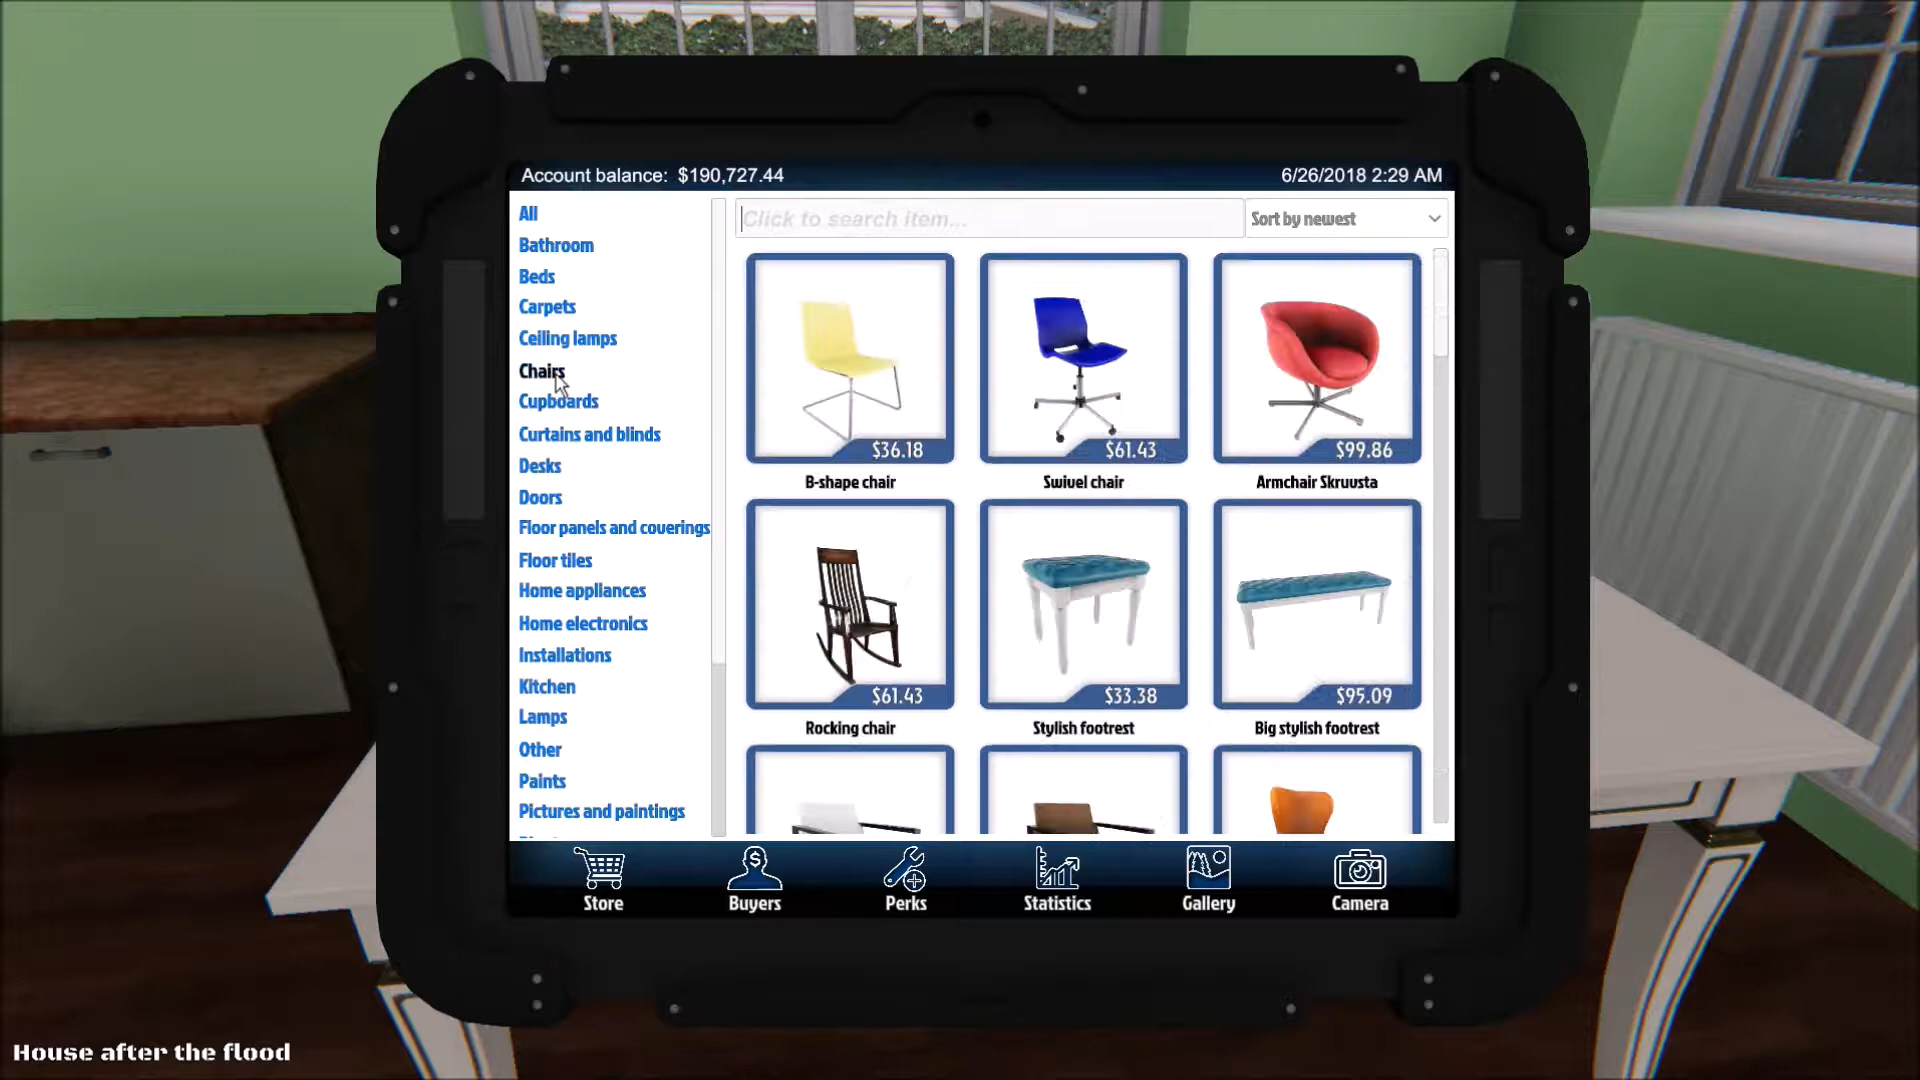 Account balance: $190,727.44
6/26/2018 2:29 AM
All
Bathroom
Beds
Carpets
Ceiling lamps
Chairs
Cupboards
Curtains and blinds
Desks
Doors
Floor panels and coverings
Floor tiles
Home appliances
Home electronics
Installations
Kitchen
Lamps
Other
Paints
Pictures and paintings
Click to search item...
Sort by newest
$36.18
$61.43
$99.86
B-shape chair
Swivel chair
Armchair Skruvsta
$61.43
$33.38
$95.09
Rocking chair
Stylish footrest
Big stylish footrest
Store
Buyers
Perks
Statistics
Gallery
Camera
House after the flood